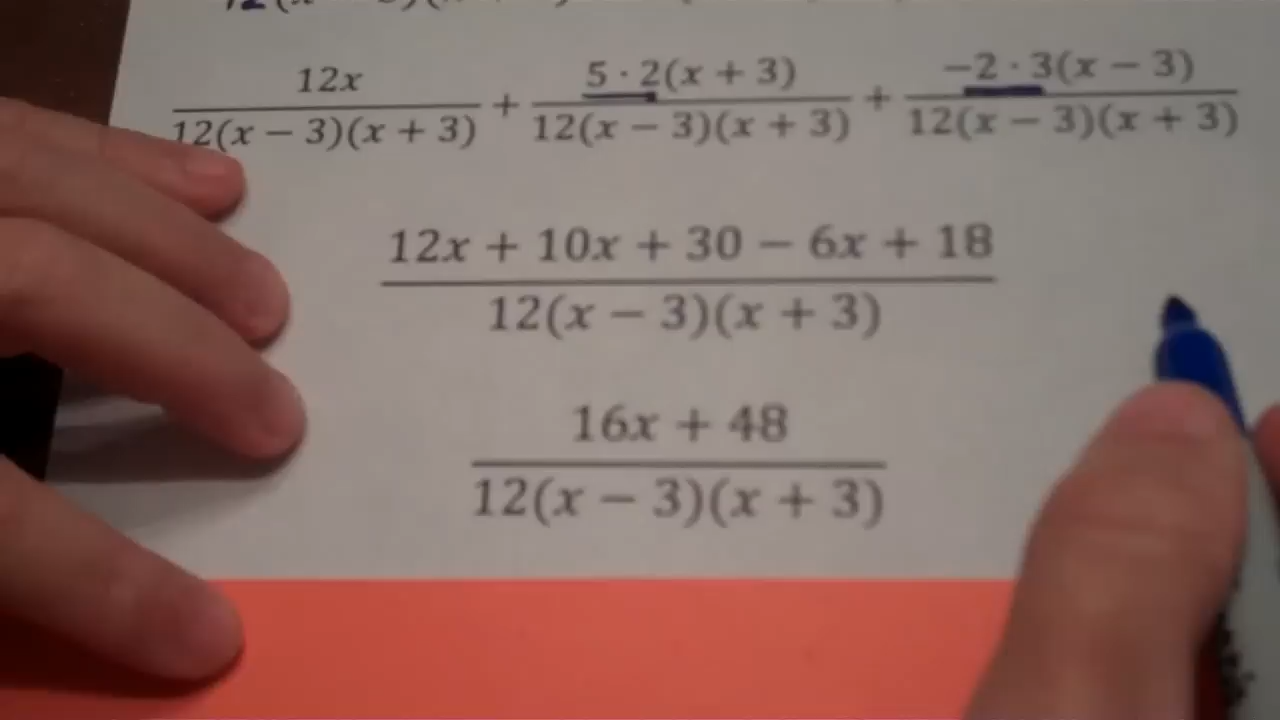 12x/12(x − 3)(x + 3) + 5 · 2(x + 3)/12(x − 3)(x + 3) + −2 · 3(x − 3)/12(x − 3)(x + 3)
12x + 10x + 30 − 6x + 18
12(x − 3)(x + 3)
16x + 48
12(x − 3)(x + 3)